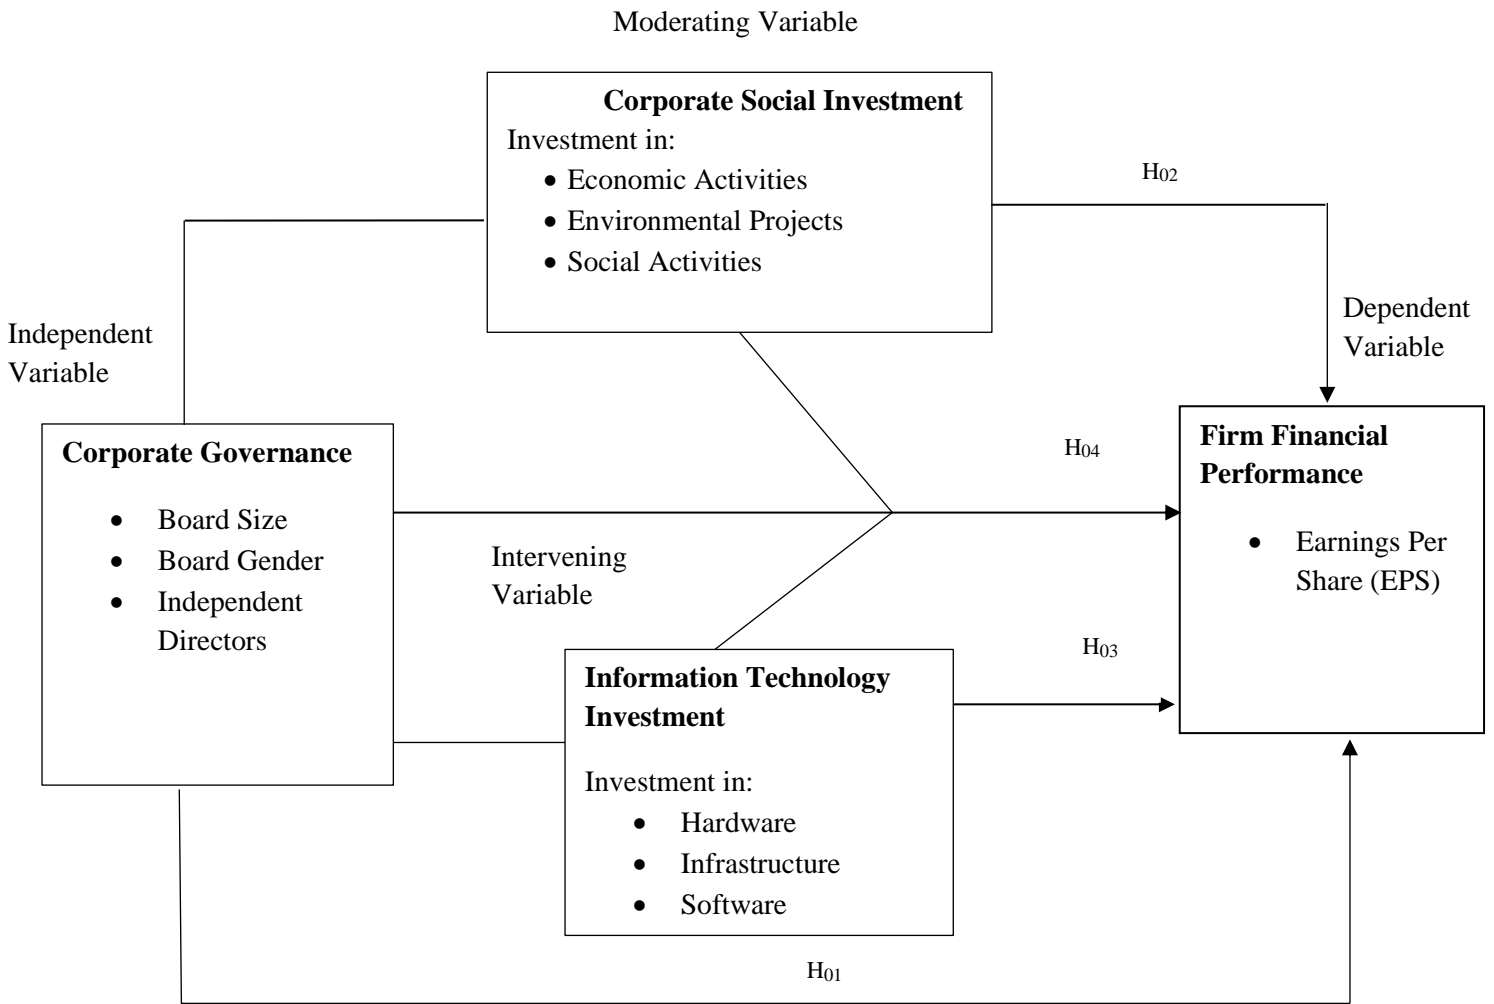 Moderating Variable
Corporate Social Investment
Investment in:
• Economic Activities
• Environmental Projects
• Social Activities
H02
Independent
Variable
Dependent
Variable
Corporate Governance
• Board Size
• Board Gender
• Independent
Directors
H04
Firm Financial
Performance
• Earnings Per
Share (EPS)
Intervening
Variable
H03
Information Technology
Investment
Investment in:
• Hardware
• Infrastructure
• Software
H01